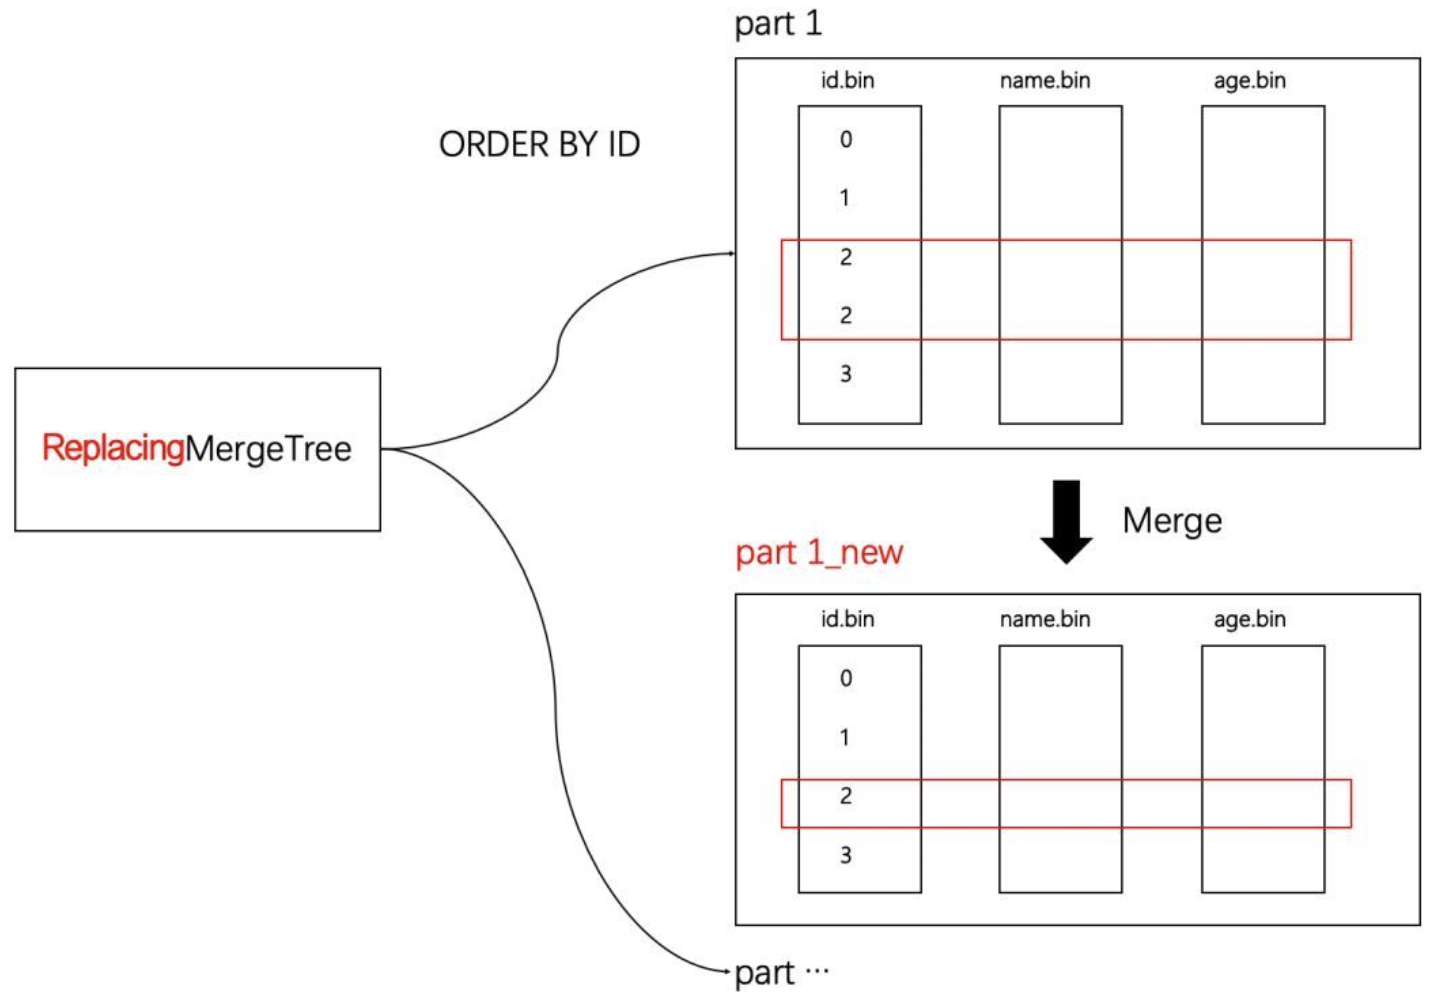 part 1
id.bin name.bin age.bin
ORDER BY ID
0
1
2
2
3
ReplacingMergeTree
Merge
part 1_new
id.bin name.bin age.bin
0
1
2
3
part ···